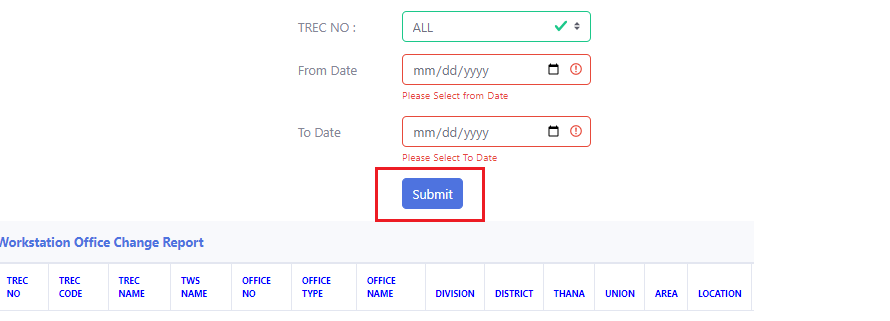 TREC NO : ALL
From Date mm/dd/yyyy
Please Select from Date
To Date mm/dd/yyyy
Please Select To Date
Submit
Workstation Office Change Report
TREC NO TREC CODE TREC NAME TWS NAME OFFICE NO OFFICE TYPE OFFICE NAME DIVISION DISTRICT THANA UNION AREA LOCATION